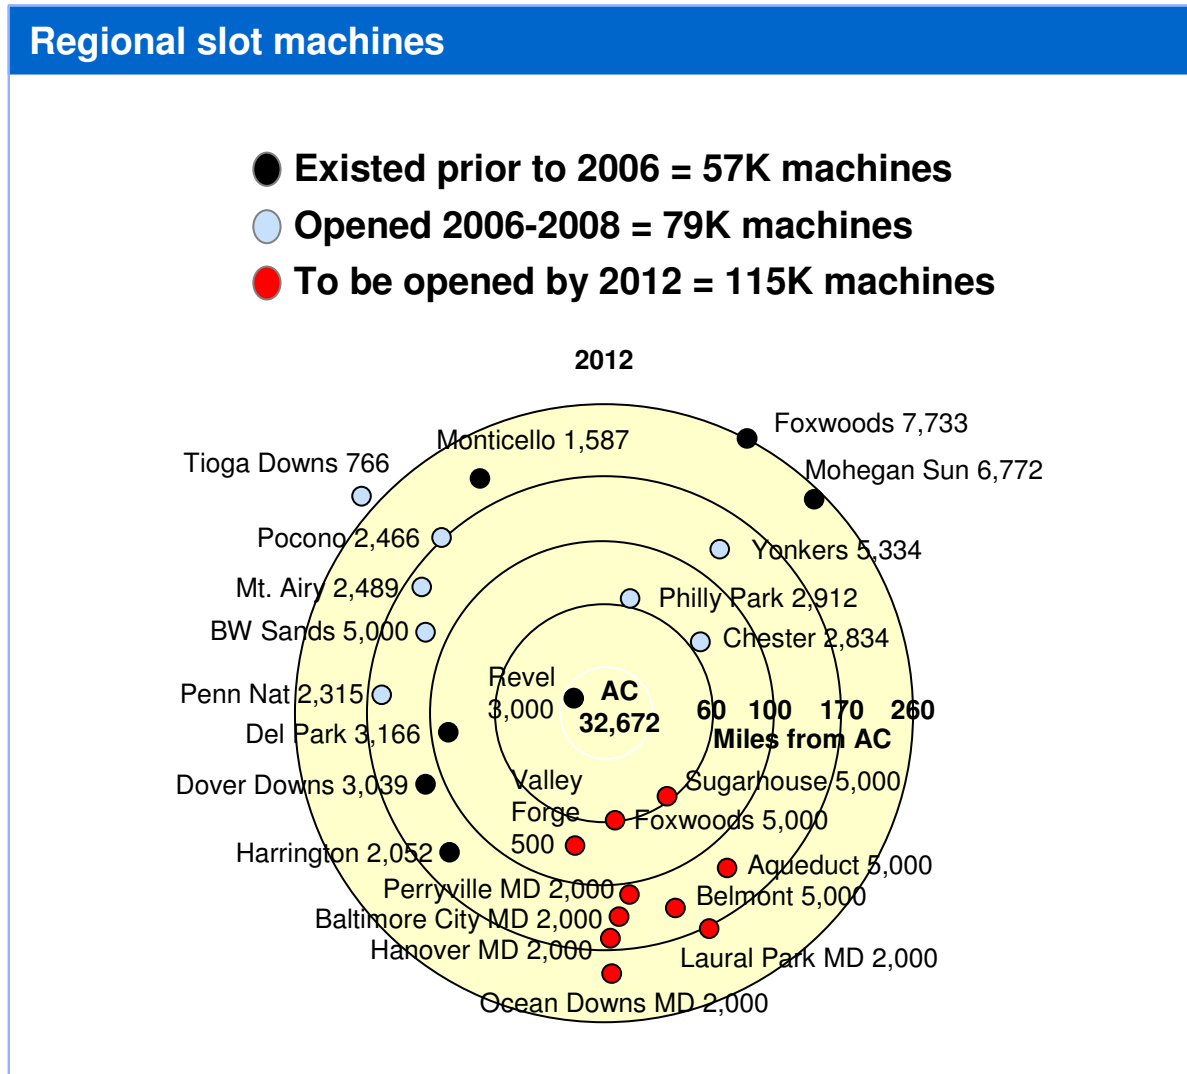 Regional slot machines
Existed prior to 2006 = 57K machines
Opened 2006-2008 = 79K machines
To be opened by 2012 = 115K machines
2012
Foxwoods 7,733
Monticello 1,587
Tioga Downs 766
Mohegan Sun 6,772
Pocono 2,466
Yonkers 5,334
Mt. Airy 2,489
Philly Park 2,912
BW Sands 5,000
Chester 2,834
Revel
3,000
AC
32,672
Penn Nat 2,315
60 100 170 260
Miles from AC
Del Park 3,166
Dover Downs 3,039
Valley
Forge
500
Sugarhouse 5,000
Foxwoods 5,000
Harrington 2,052
Aqueduct 5,000
Perryville MD 2,000
Belmont 5,000
Baltimore City MD 2,000
Hanover MD 2,000
Laural Park MD 2,000
Ocean Downs MD 2,000